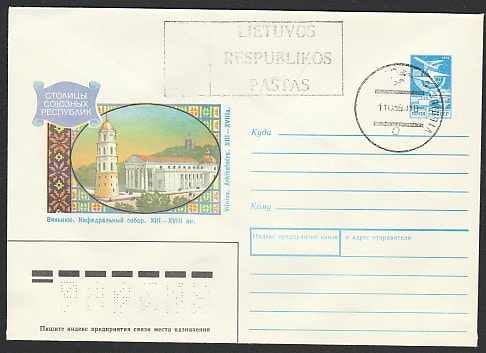 LIETUVOS
RESPUBLIKOS
PAŠTAS
СТОЛИЦЫ
СОЮЗНЫХ
РЕСПУБЛИК
Vilnius. Arkikatedra. XIII—XVIIIa.
Вильнюс. Кафедральный собор. XIII—XVIII вв.
Куда
Кому
Индекс предприятия связи и адрес отправителя
Пишите индекс предприятия связи места назначения